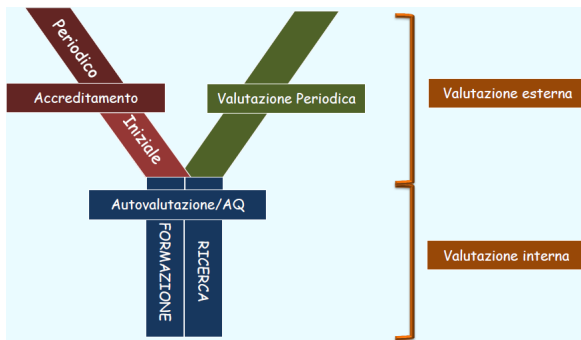 Periodico
Accreditamento
Iniziale
Valutazione Periodica
Valutazione esterna
Autovalutazione/AQ
FORMAZIONE
RICERCA
Valutazione interna